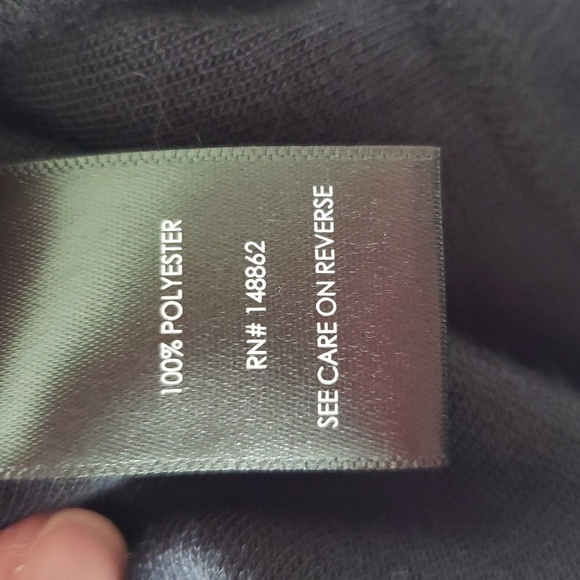 100% POLYESTER
RN# 148862
SEE CARE ON REVERSE